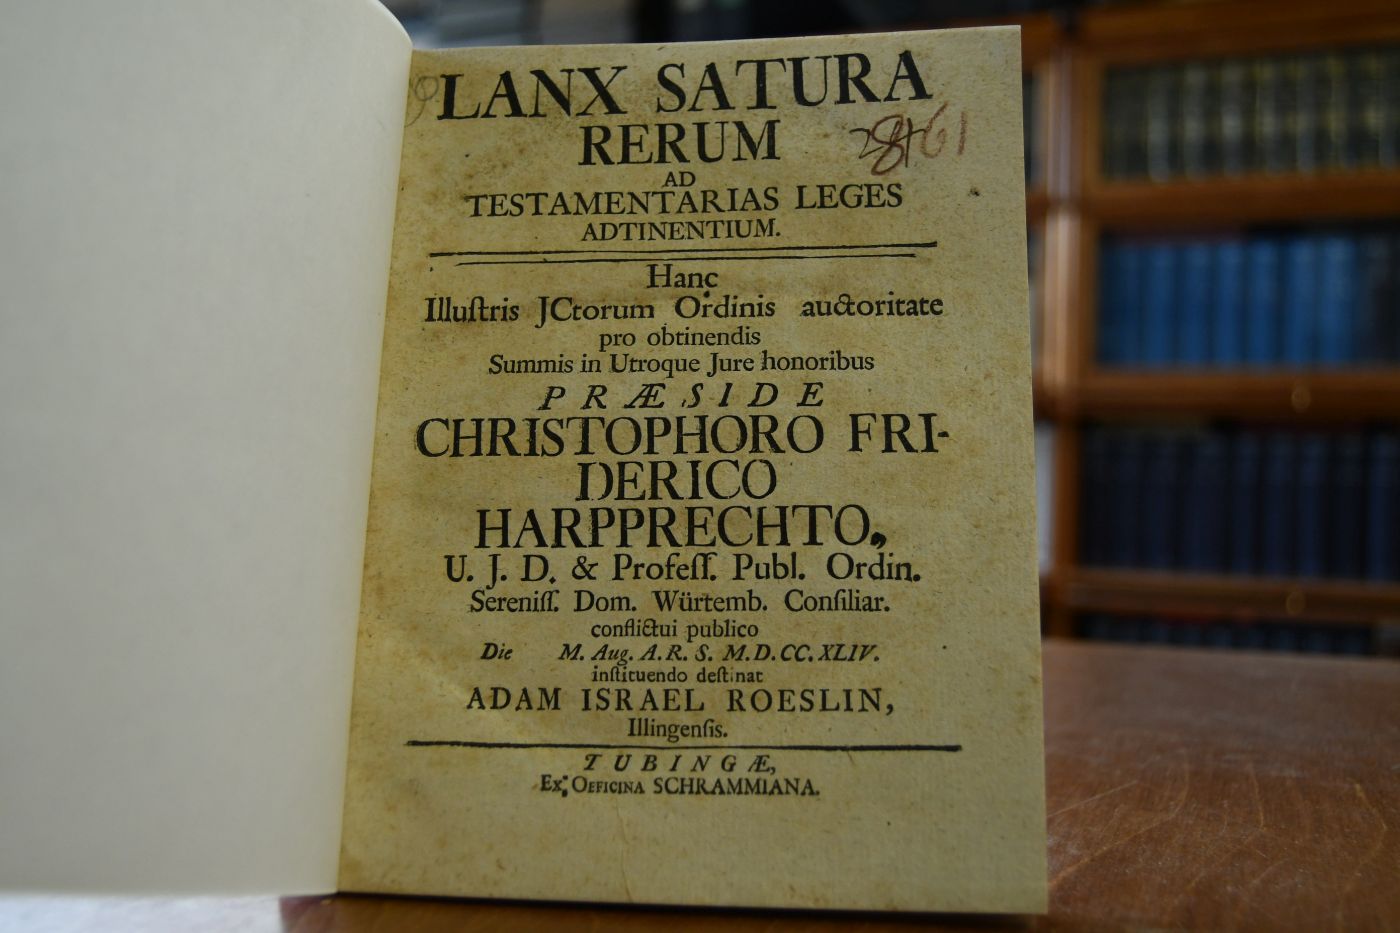 LANX SATURA
RERUM
AD
TESTAMENTARIAS LEGES
ADTINENTIUM.
Hanc
Illuſtris JCtorum Ordinis auctoritate
pro obtinendis
Summis in Utroque Jure honoribus
PRÆSIDE
CHRISTOPHORO FRI-
DERICO
HARPPRECHTO,
U. J. D. & Profeſſ. Publ. Ordin.
Sereniſſ. Dom. Würtemb. Conſiliar.
conflictui publico
Die M. Aug. A. R. S. M. D. CC. XLIV.
inſtituendo deſtinat
ADAM ISRAEL ROESLIN,
Illingenſis.
TUBINGÆ,
Ex OFFICINA SCHRAMMIANA.